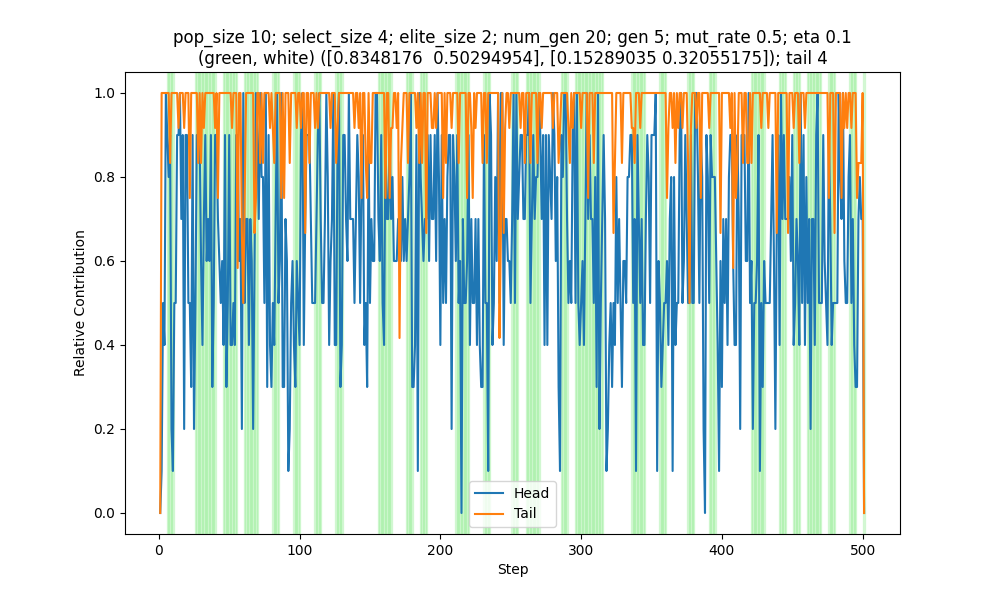 pop_size 10; select_size 4; elite_size 2; num_gen 20; gen 5; mut_rate 0.5; eta 0.1
(green, white) ([0.8348176  0.50294954], [0.15289035 0.32055175]); tail 4
Relative Contribution
1.0
0.8
0.6
0.4
0.2
0.0
Head
Tail
0
100
200
300
400
500
Step